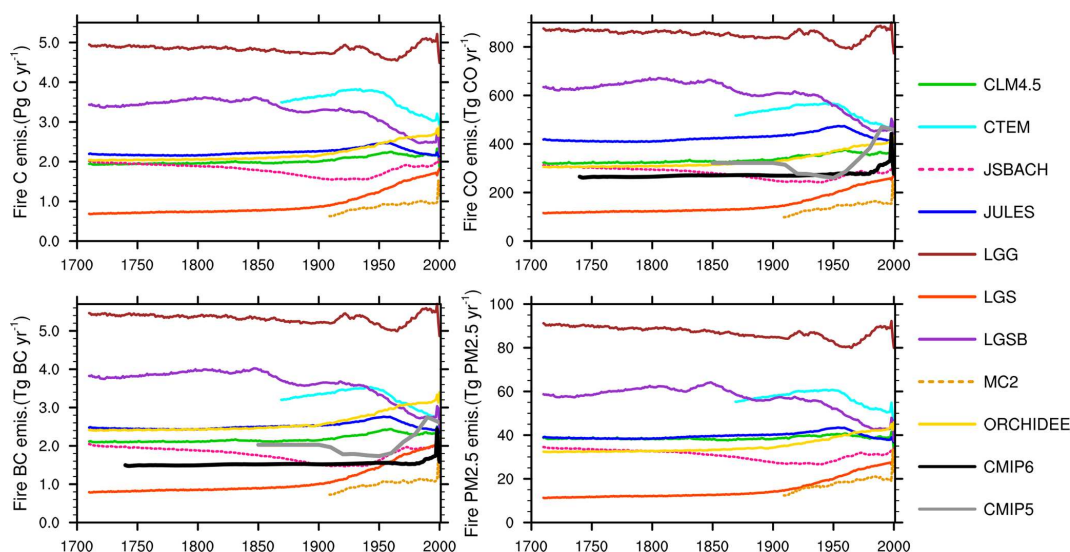 Fire C emis.(Pg C yr-1)
5.0
4.0
3.0
2.0
1.0
0.0
1700 1750 1800 1850 1900 1950 2000
Fire CO emis.(Tg CO yr-1)
800
600
400
200
0
1700 1750 1800 1850 1900 1950 2000
Fire BC emis.(Tg BC yr-1)
5.0
4.0
3.0
2.0
1.0
0.0
1700 1750 1800 1850 1900 1950 2000
Fire PM2.5 emis.(Tg PM2.5 yr-1)
100
80
60
40
20
0
1700 1750 1800 1850 1900 1950 2000
CLM4.5
CTEM
JSBACH
JULES
LGG
LGS
LGSB
MC2
ORCHIDEE
CMIP6
CMIP5